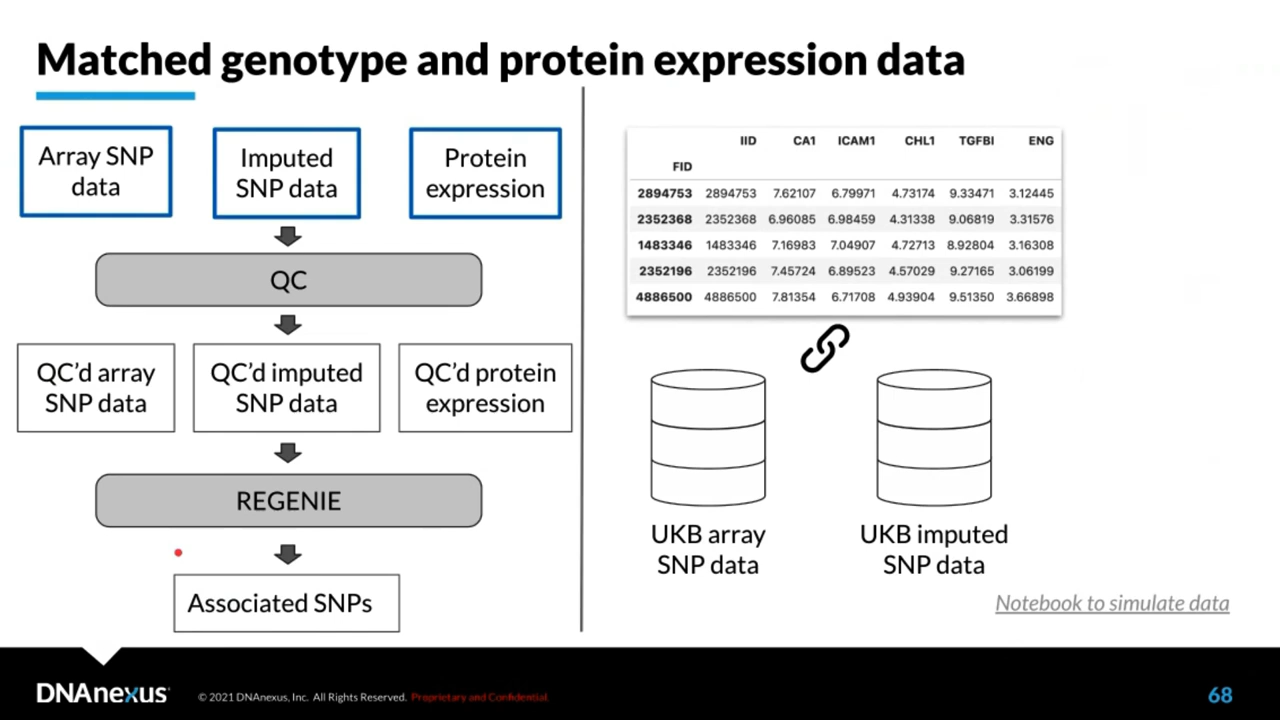 Matched genotype and protein expression data
Array SNP
data
Imputed
SNP data
Protein
expression
QC
QC’d array
SNP data
QC’d imputed
SNP data
QC’d protein
expression
REGENIE
Associated SNPs
IID CA1 ICAM1 CHL1 TGFBI ENG
FID
2894753 2894753 7.62107 6.79971 4.73174 9.33471 3.12445
2352368 2352368 6.96085 6.98459 4.31338 9.06819 3.31576
1483346 1483346 7.16983 7.04907 4.72713 8.92804 3.16308
2352196 2352196 7.45724 6.89523 4.57029 9.27165 3.06199
4886500 4886500 7.81354 6.71708 4.93904 9.51350 3.66898
UKB array
SNP data
UKB imputed
SNP data
Notebook to simulate data
DNAnexus
© 2021 DNAnexus, Inc. All Rights Reserved. Proprietary and Confidential.
68